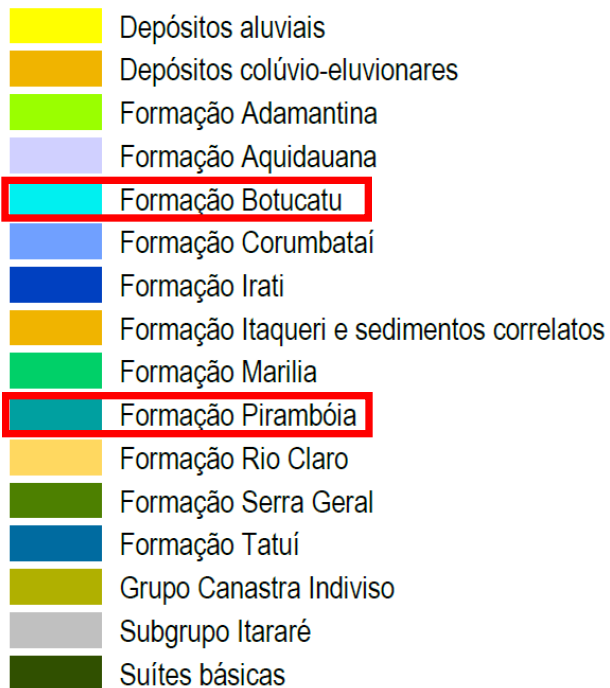 Depósitos aluviais
Depósitos colúvio-eluvionares
Formação Adamantina
Formação Aquidauana
Formação Botucatu
Formação Corumbataí
Formação Irati
Formação Itaqueri e sedimentos correlatos
Formação Marilia
Formação Pirambóia
Formação Rio Claro
Formação Serra Geral
Formação Tatuí
Grupo Canastra Indiviso
Subgrupo Itararé
Suítes básicas